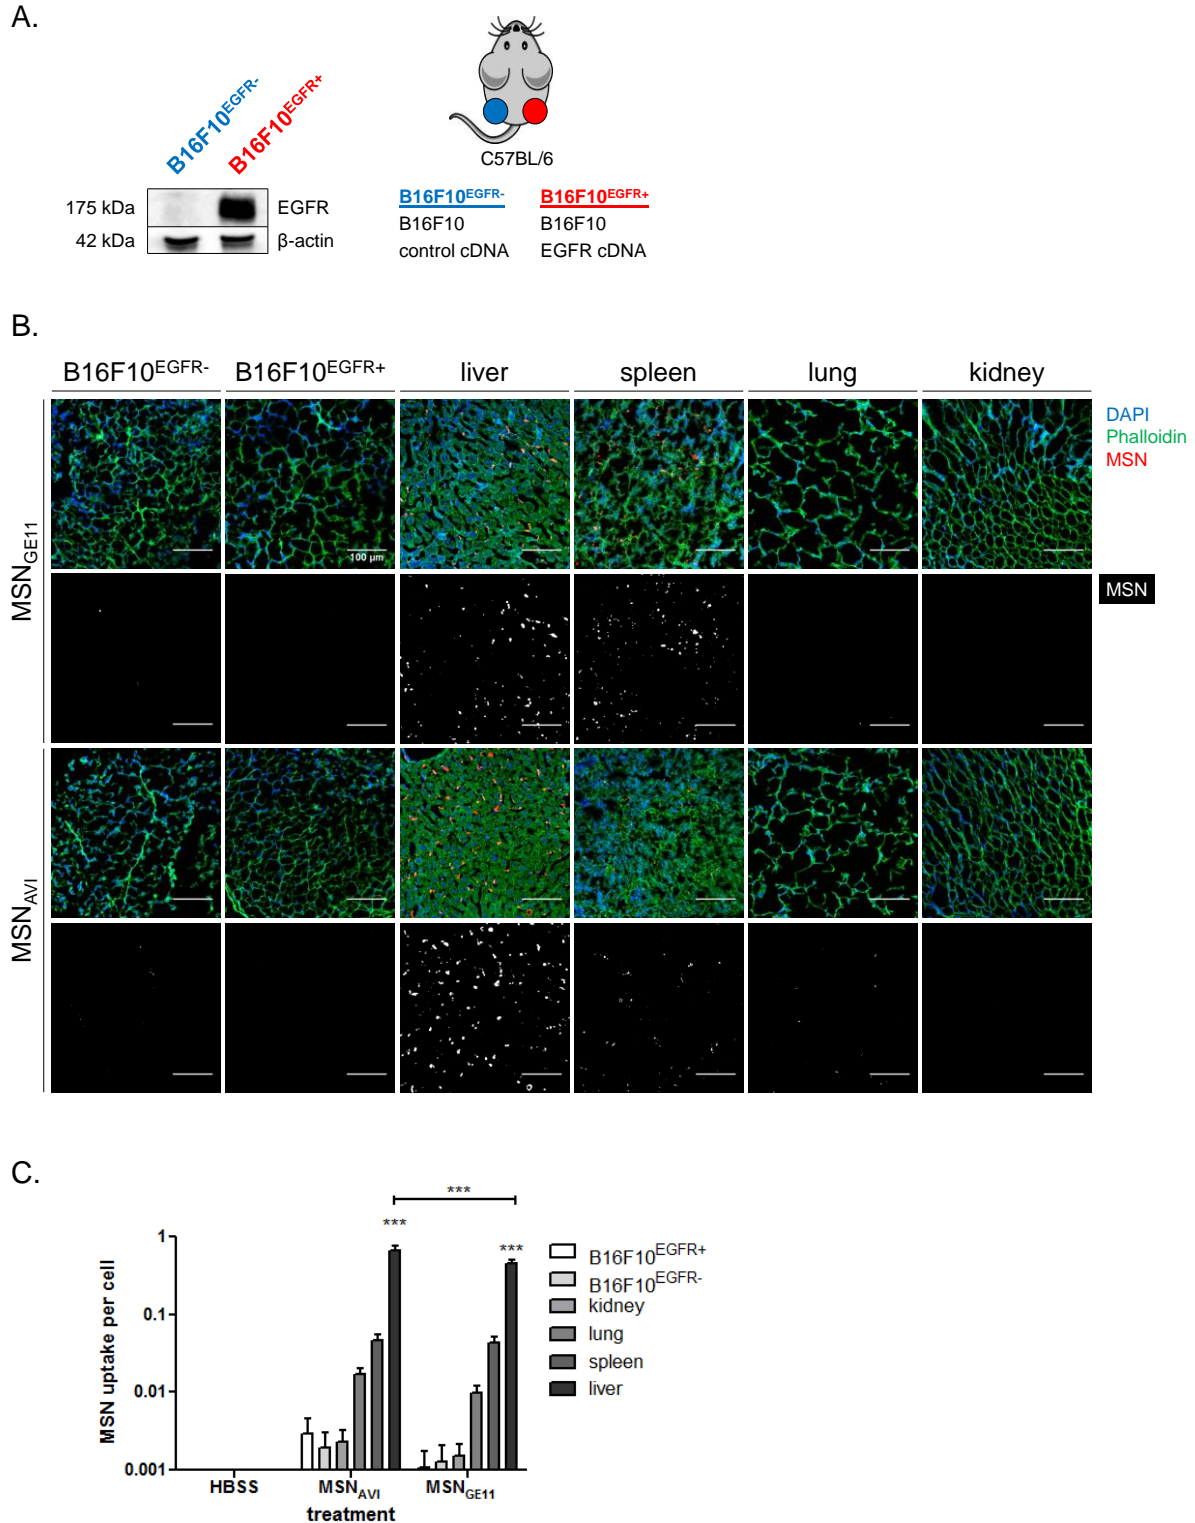 A.
B16F10EGFR-
B16F10EGFR+
175 kDa
EGFR
42 kDa
β-actin
C57BL/6
B16F10EGFR-
B16F10
control cDNA
B16F10EGFR+
B16F10
EGFR cDNA
B.
B16F10EGFR- B16F10EGFR+ liver spleen lung kidney
MSNGE11
100 µm
DAPI
Phalloidin
MSN
MSN
MSNAVI
C.
***
***
***
MSN uptake per cell
1
0.1
0.01
0.001
HBSS MSNAVI MSNGE11
treatment
B16F10EGFR+
B16F10EGFR-
kidney
lung
spleen
liver